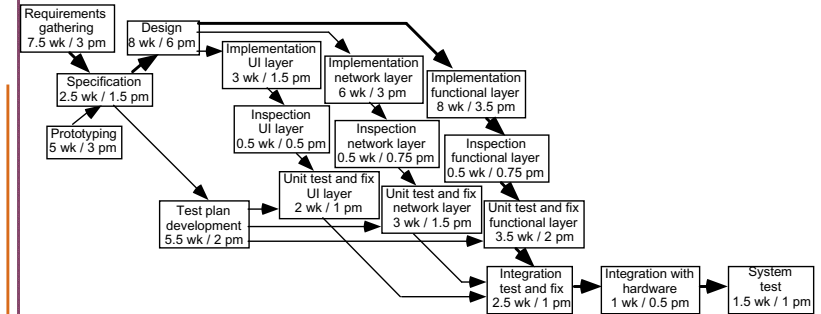 Requirements
gathering
7.5 wk / 3 pm
Design
8 wk / 6 pm
Specification
2.5 wk / 1.5 pm
Prototyping
5 wk / 3 pm
Implementation
UI layer
3 wk / 1.5 pm
Implementation
network layer
6 wk / 3 pm
Implementation
functional layer
8 wk / 3.5 pm
Inspection
UI layer
0.5 wk / 0.5 pm
Inspection
network layer
0.5 wk / 0.75 pm
Inspection
functional layer
0.5 wk / 0.75 pm
Unit test and fix
UI layer
2 wk / 1 pm
Unit test and fix
network layer
3 wk / 1.5 pm
Unit test and fix
functional layer
3.5 wk / 2 pm
Test plan
development
5.5 wk / 2 pm
Integration
test and fix
2.5 wk / 1 pm
Integration with
hardware
1 wk / 0.5 pm
System
test
1.5 wk / 1 pm